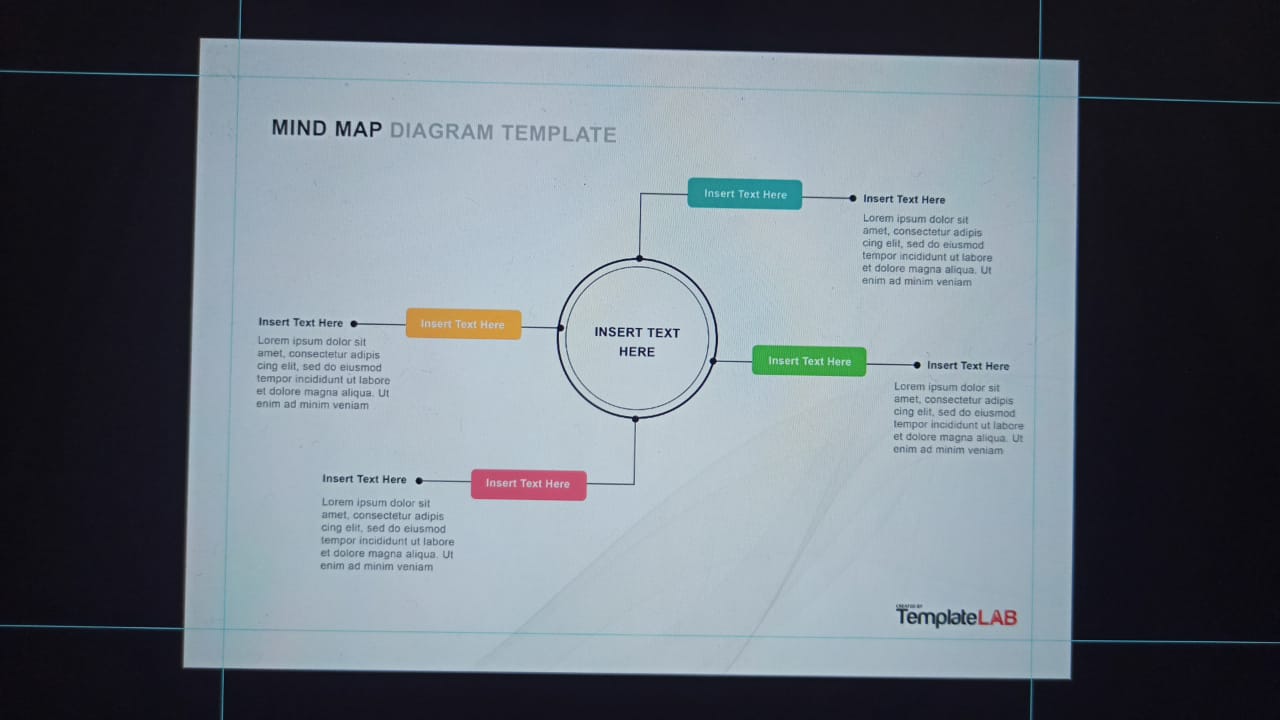 MIND MAP DIAGRAM TEMPLATE
Insert Text Here
Insert Text Here
Lorem ipsum dolor sit
amet, consectetur adipis
cing elit, sed do eiusmod
tempor incididunt ut labore
et dolore magna aliqua. Ut
enim ad minim veniam
Insert Text Here
Lorem ipsum dolor sit
amet, consectetur adipis
cing elit, sed do eiusmod
tempor incididunt ut labore
et dolore magna aliqua. Ut
enim ad minim veniam
Insert Text Here
INSERT TEXT
HERE
Insert Text Here
Insert Text Here
Lorem ipsum dolor sit
amet, consectetur adipis
cing elit, sed do eiusmod
tempor incididunt ut labore
et dolore magna aliqua. Ut
enim ad minim veniam
Insert Text Here
Lorem ipsum dolor sit
amet, consectetur adipis
cing elit, sed do eiusmod
tempor incididunt ut labore
et dolore magna aliqua. Ut
enim ad minim veniam
Insert Text Here
CREATED BY
TemplateLAB